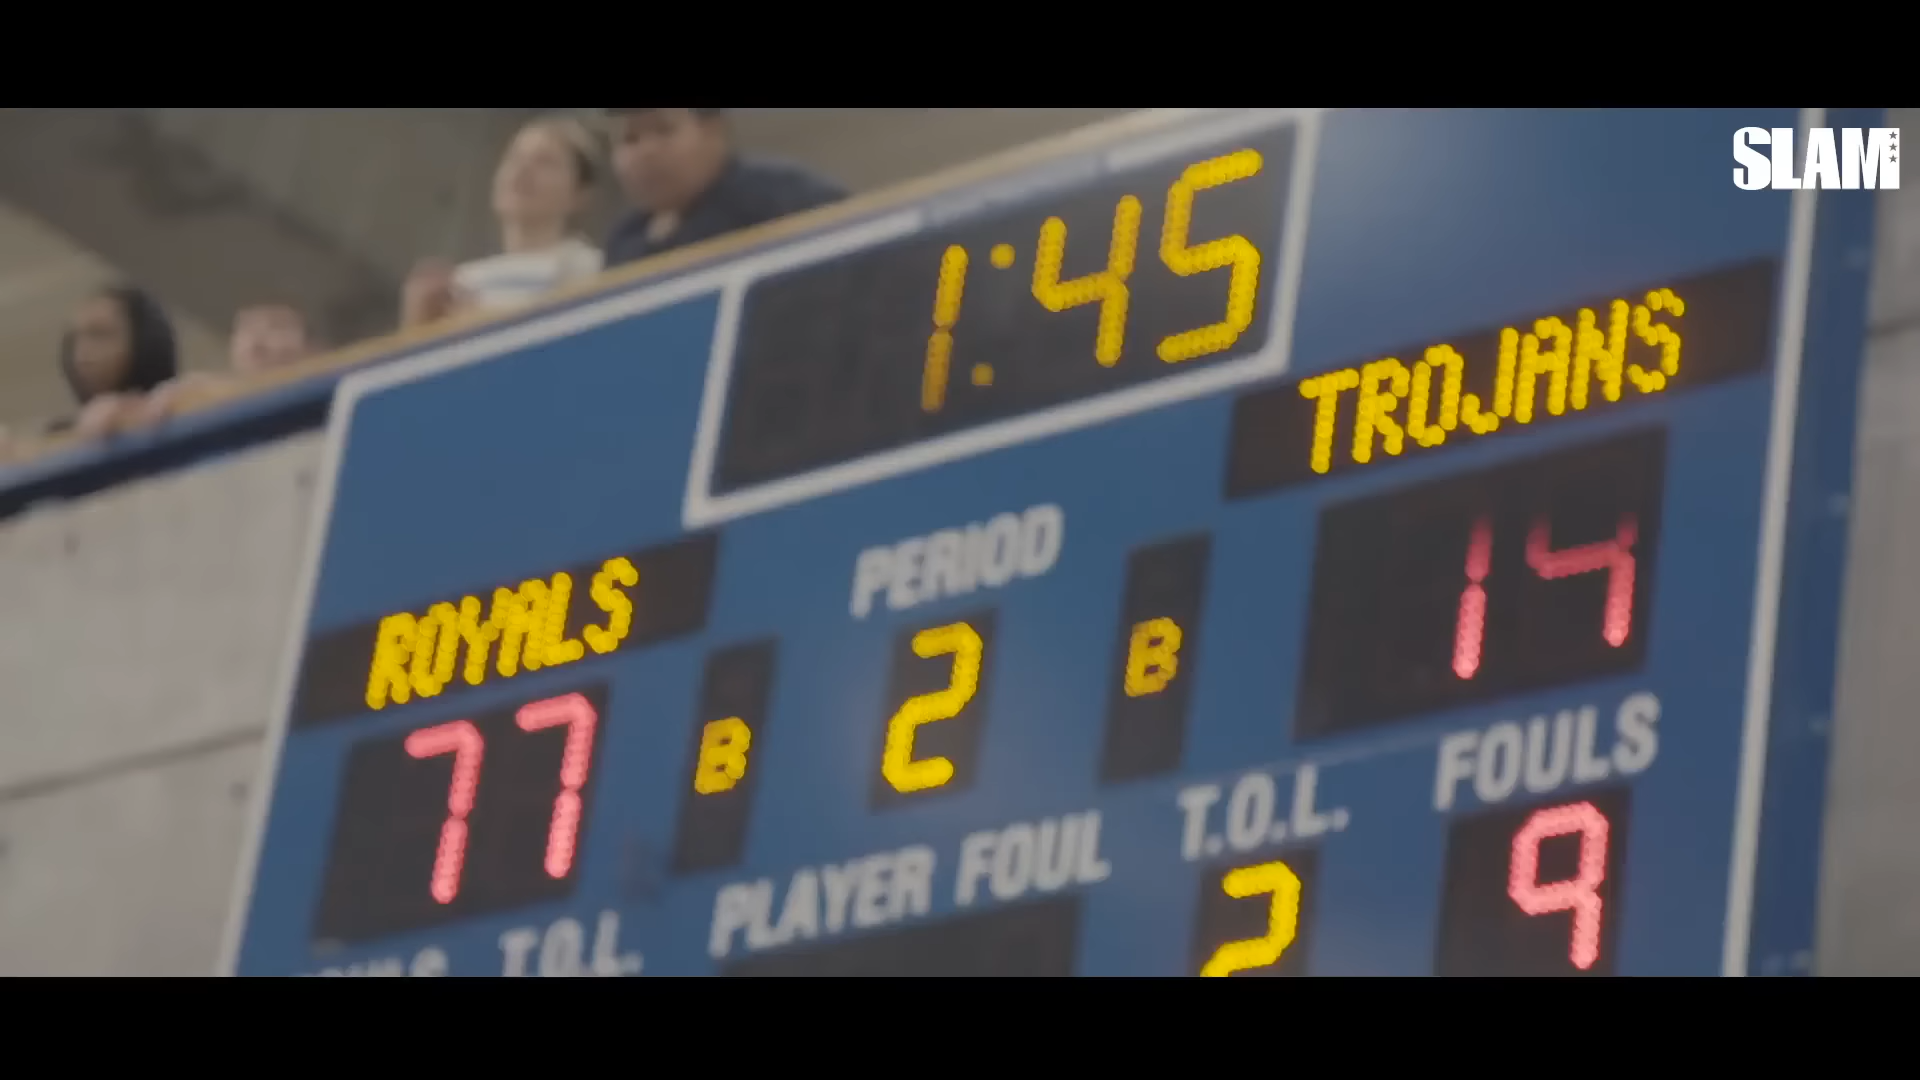 SLAM
1:45
TROJANS
PERIOD
14
ROYALS
B 2 B
77
FOULS
T.O.L.
PLAYER FOUL
9
2
T.O.L.